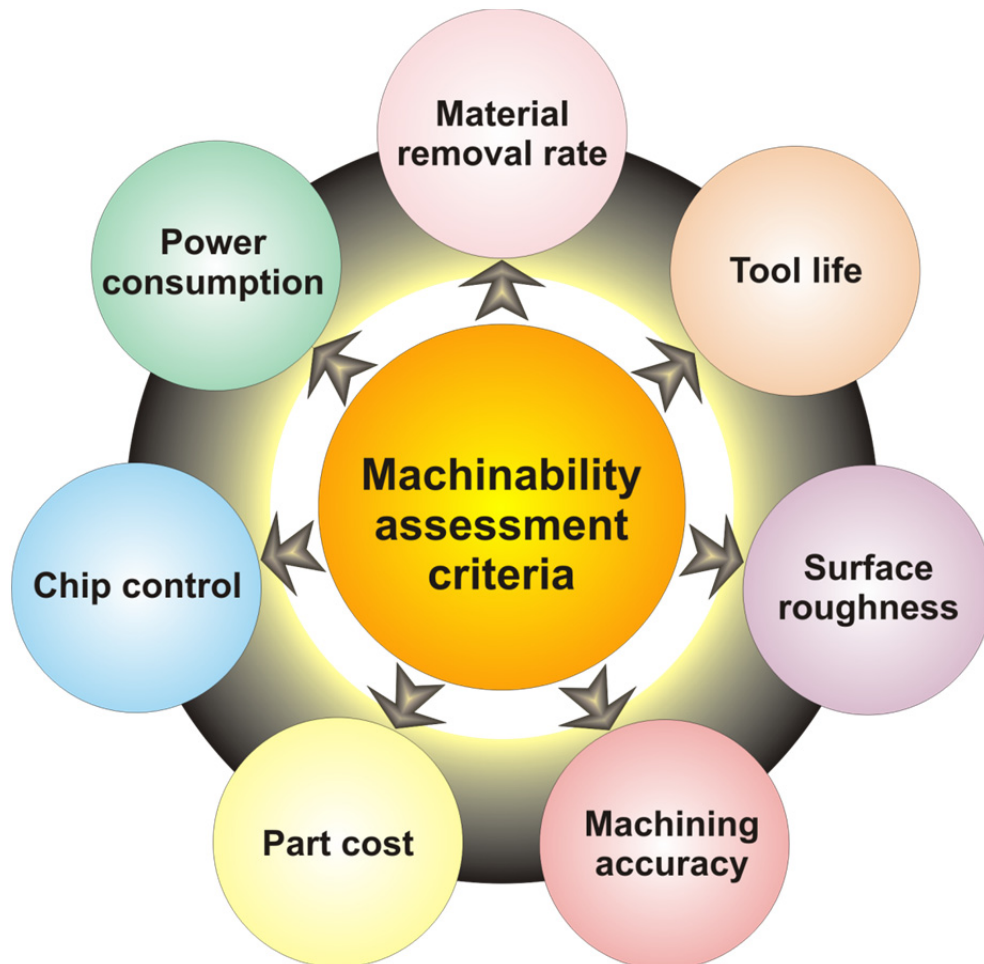 Material
removal rate
Power
consumption
Tool life
Machinability
assessment
criteria
Chip control
Surface
roughness
Part cost
Machining
accuracy